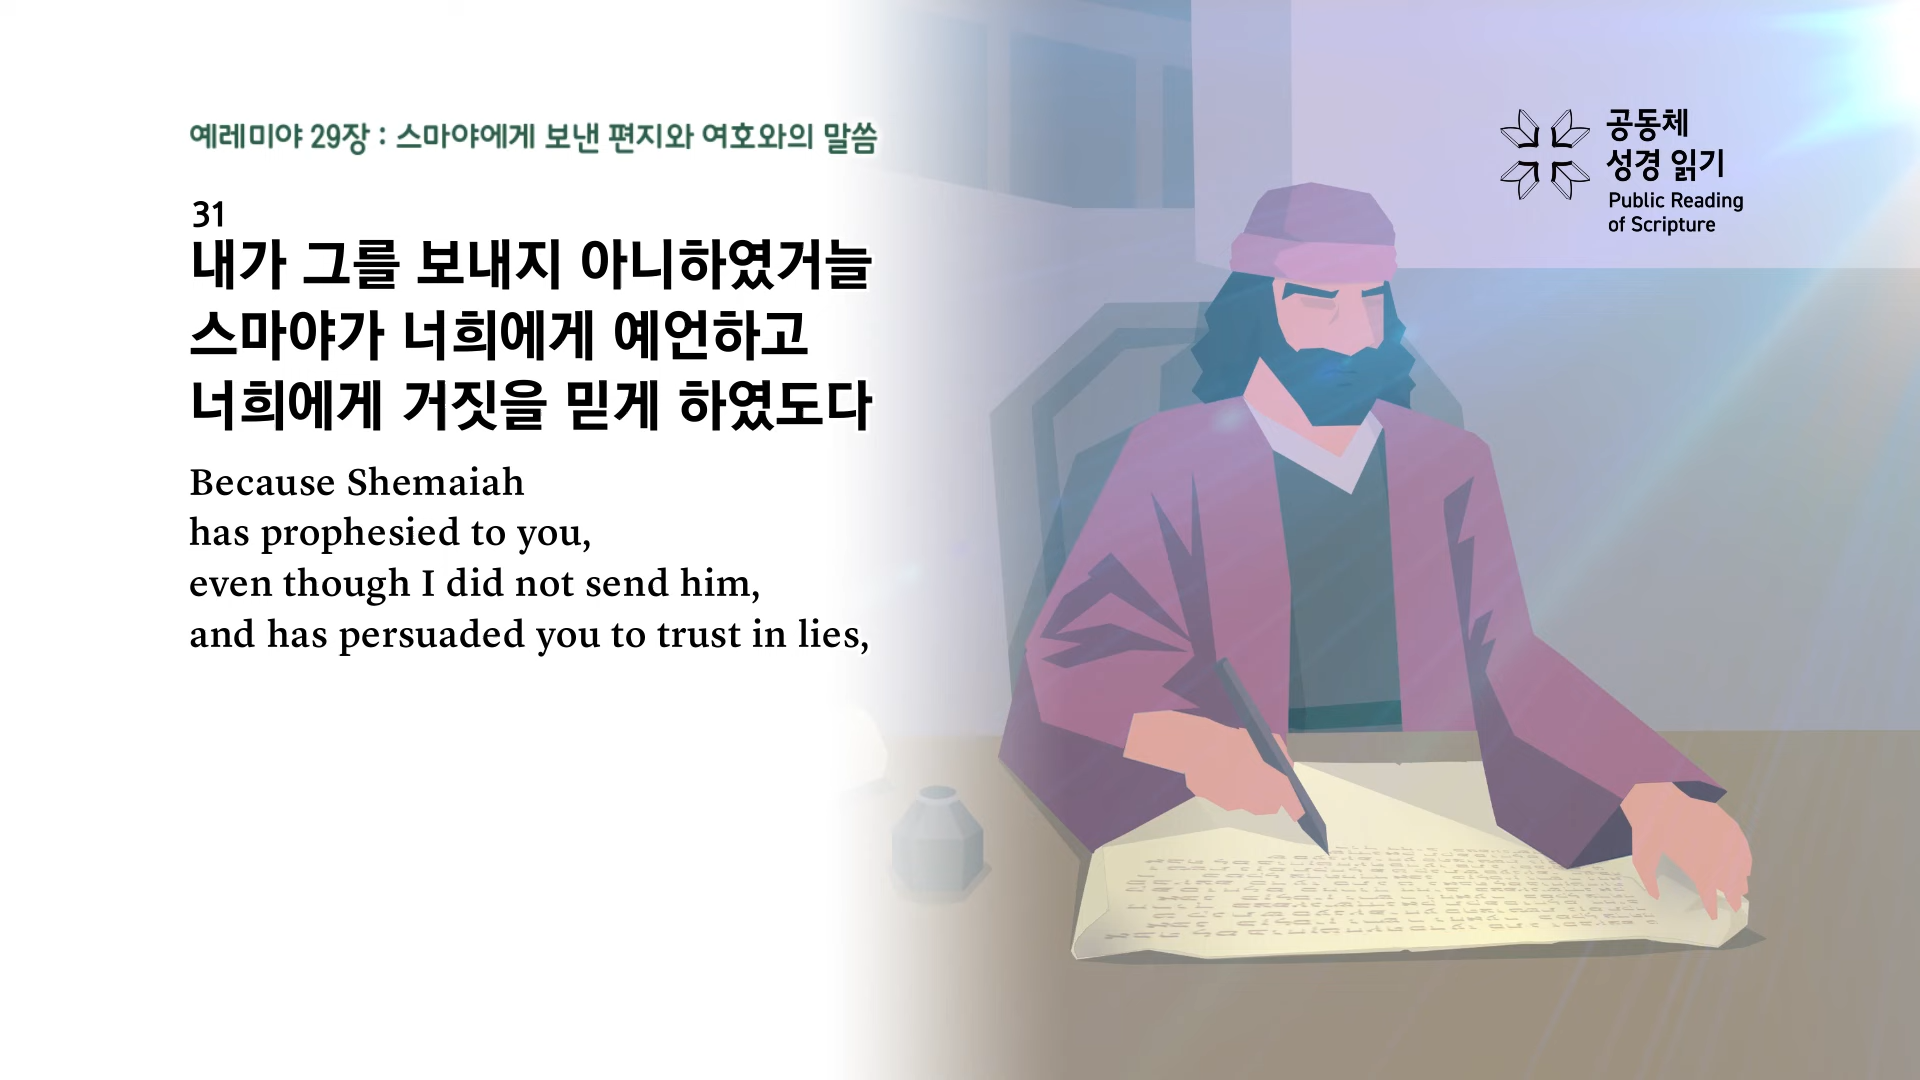 예레미야 29장 : 스마야에게 보낸 편지와 여호와의 말씀
31
내가 그를 보내지 아니하였거늘
스마야가 너희에게 예언하고
너희에게 거짓을 믿게 하였도다
Because Shemaiah
has prophesied to you,
even though I did not send him,
and has persuaded you to trust in lies,
공동체
성경 읽기
Public Reading
of Scripture